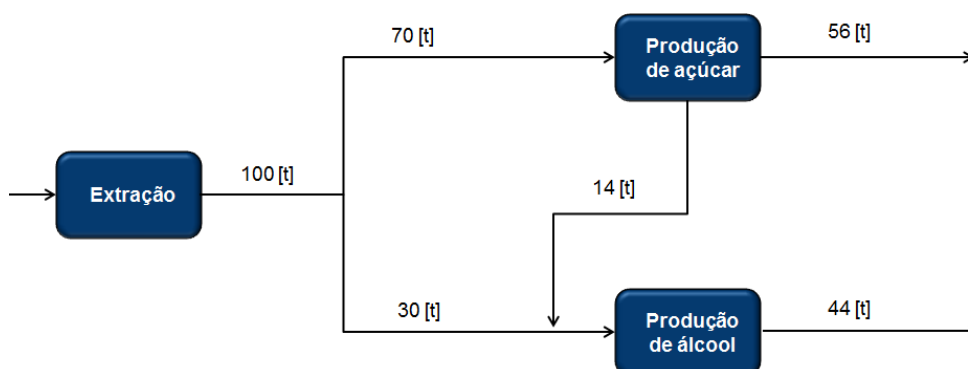 70 [t]
Produção
de açúcar
56 [t]
Extração
100 [t]
14 [t]
30 [t]
Produção
de álcool
44 [t]